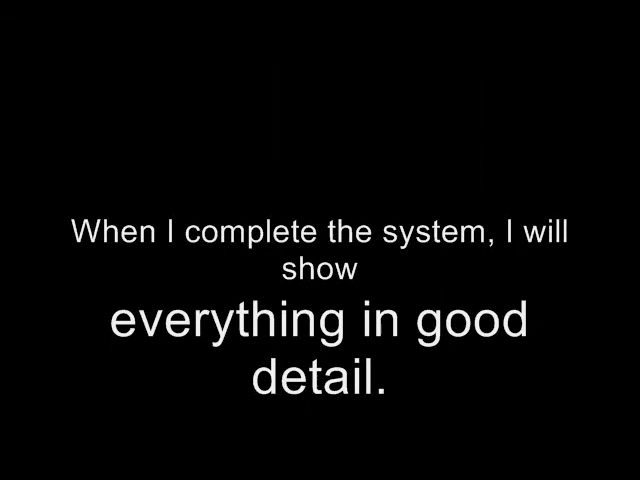 When I complete the system, I will
show
everything in good
detail.